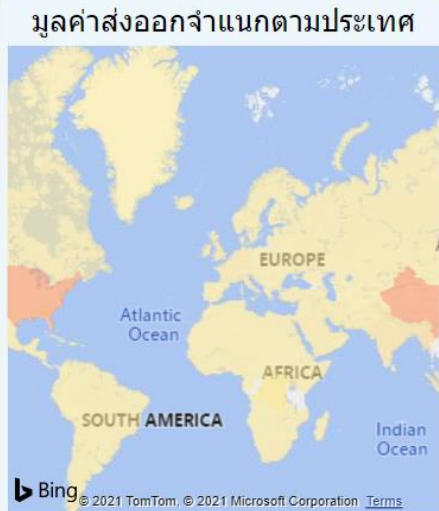 มูลค่าส่งออกจำแนกตามประเทศ
EUROPE
Atlantic
Ocean
AFRICA
SOUTH AMERICA
Indian
Ocean
Bing
© 2021 TomTom, © 2021 Microsoft Corporation Terms